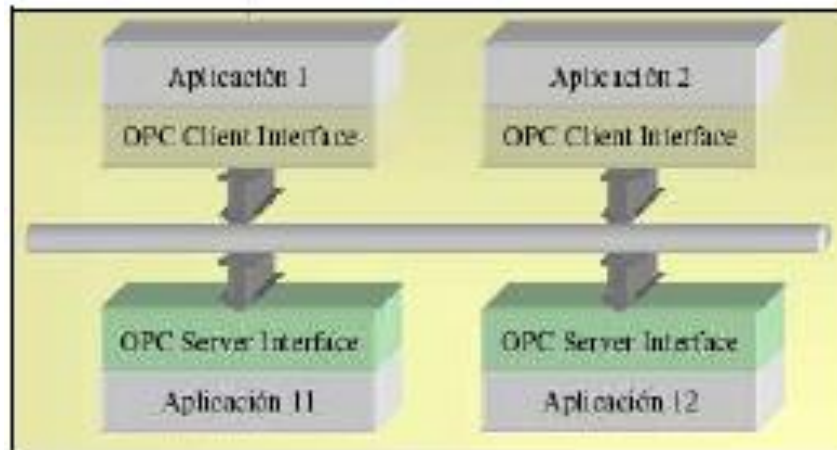 Aplicación 1
OPC Client Interface
Aplicación 2
OPC Client Interface
OPC Server Interface
Aplicación 11
OPC Server Interface
Aplicación 12